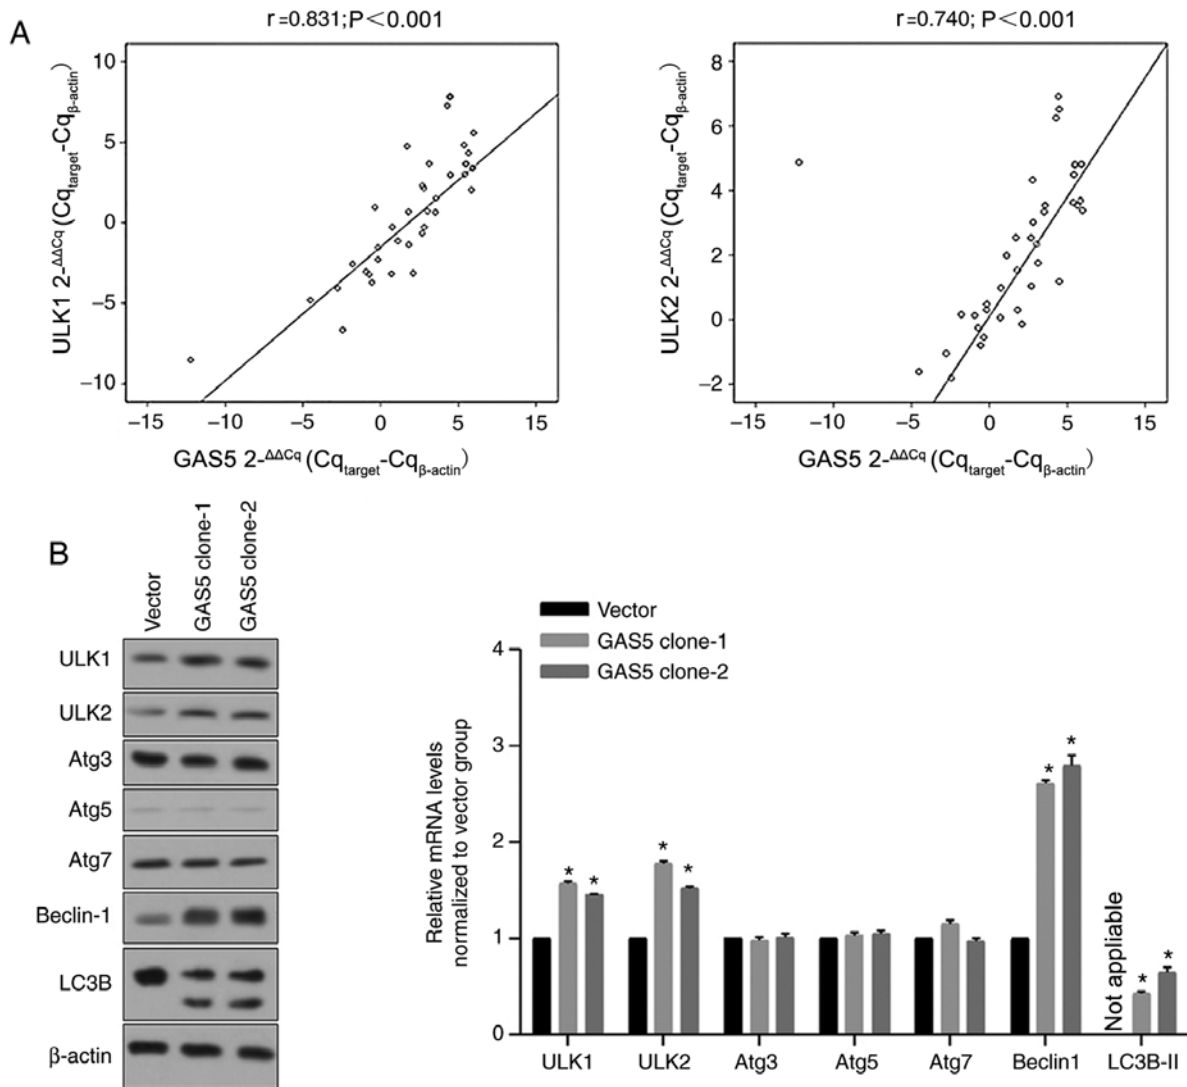 A
r=0.831;P<0.001
ULK1 2-ΔΔCq (Cqtarget-Cqβ-actin)
10
5
0
−5
−10
−15
−10
−5
0
5
15
GAS5 2-ΔΔCq (Cqtarget-Cqβ-actin)
r=0.740; P<0.001
ULK2 2-ΔΔCq (Cqtarget-Cqβ-actin)
8
6
4
2
0
−2
−15
−10
−5
0
5
15
GAS5 2-ΔΔCq (Cqtarget-Cqβ-actin)
B
Vector
GAS5 clone-1
GAS5 clone-2
ULK1
ULK2
Atg3
Atg5
Atg7
Beclin-1
LC3B
β-actin
Vector
GAS5 clone-1
GAS5 clone-2
Relative mRNA levels
normalized to vector group
4
3
2
1
0
* * * * * * * *
Not appliable
ULK1 ULK2 Atg3 Atg5 Atg7 Beclin1 LC3B-II